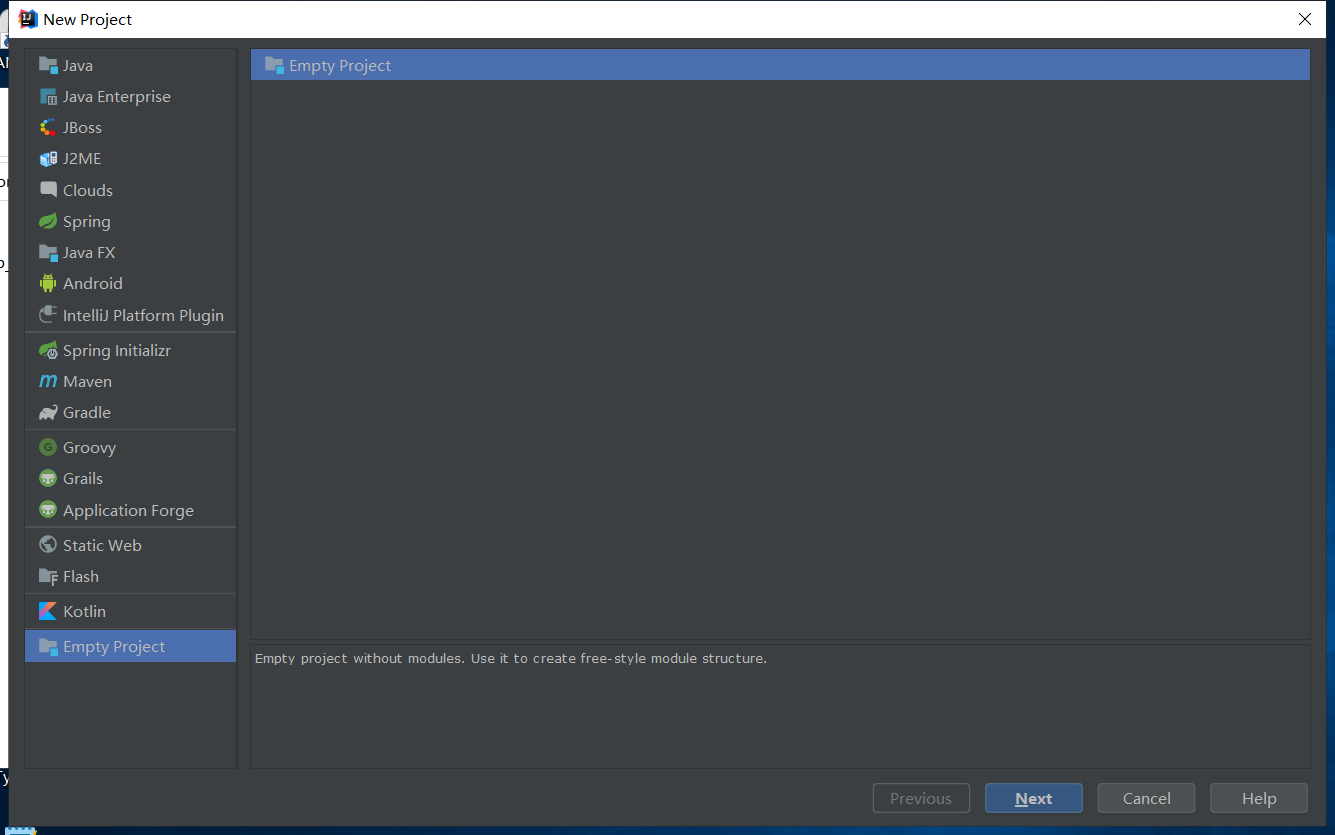 New Project
Java
Java Enterprise
JBoss
J2ME
Clouds
Spring
Java FX
Android
IntelliJ Platform Plugin
Spring Initializr
Maven
Gradle
Groovy
Grails
Application Forge
Static Web
Flash
Kotlin
Empty Project
Empty Project
Empty project without modules. Use it to create free-style module structure.
Previous
Next
Cancel
Help